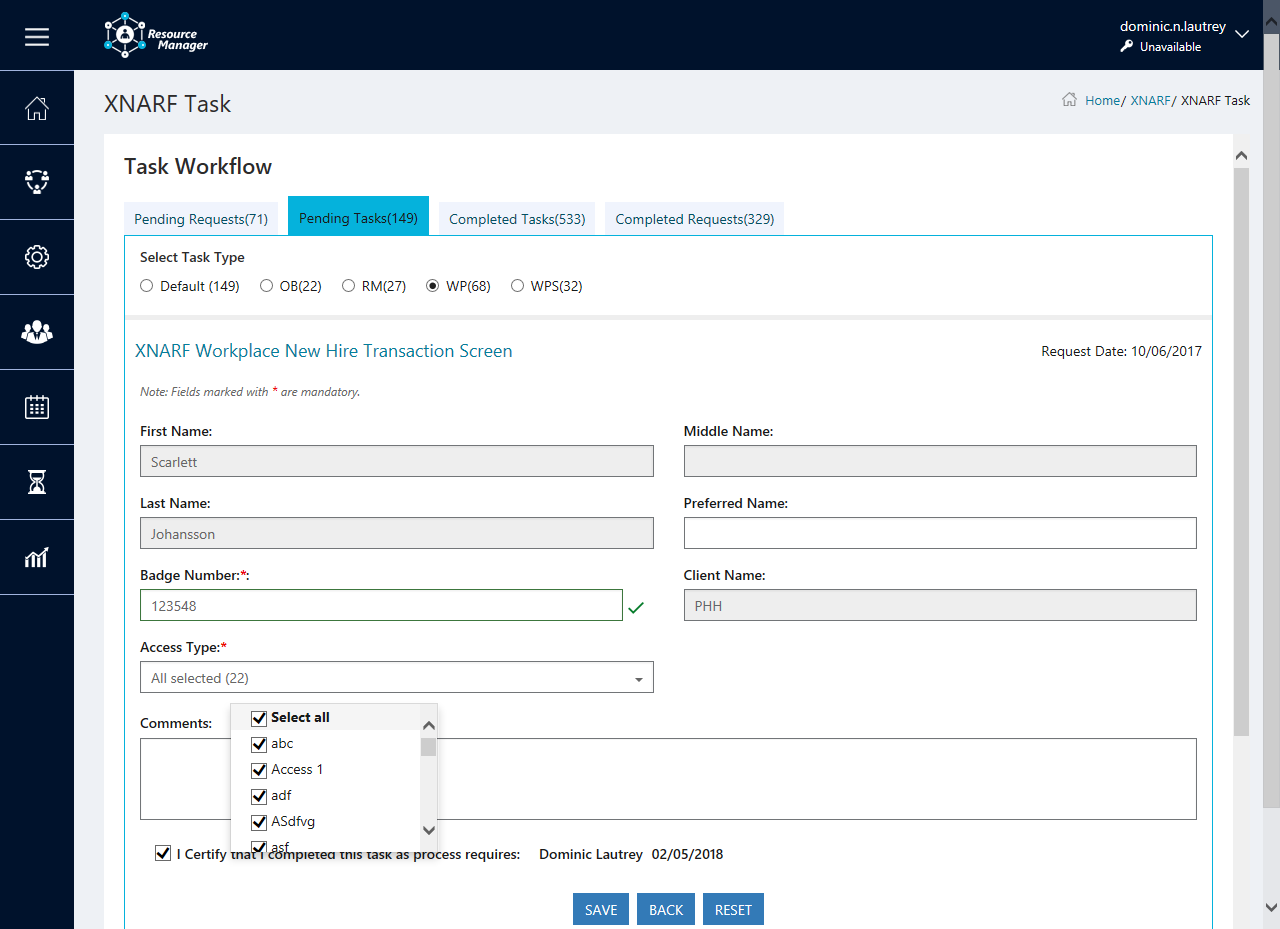 Resource
Manager
dominic.n.lautrey
Unavailable
XNARF Task
Home/ XNARF/ XNARF Task
Task Workflow
Pending Requests(71)
Pending Tasks(149)
Completed Tasks(533)
Completed Requests(329)
Select Task Type
Default (149)
OB(22)
RM(27)
WP(68)
WPS(32)
XNARF Workplace New Hire Transaction Screen
Request Date: 10/06/2017
Note: Fields marked with * are mandatory.
First Name:
Middle Name:
Scarlett
Last Name:
Preferred Name:
Johansson
Badge Number:*:
Client Name:
123548
PHH
Access Type:*
All selected (22)
Comments:
Select all
abc
Access 1
adf
ASdfvg
asf
I Certify that I completed this task as process requires: Dominic Lautrey 02/05/2018
SAVE
BACK
RESET